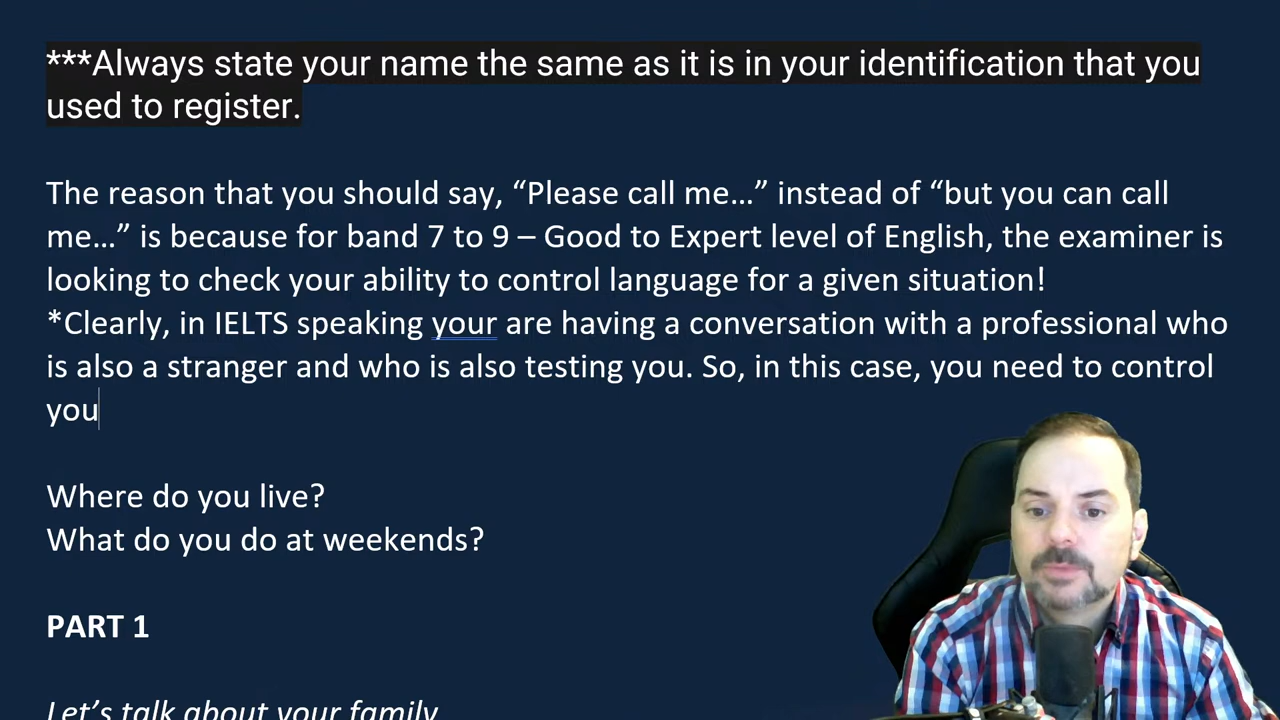 ***Always state your name the same as it is in your identification that you
used to register.
The reason that you should say, “Please call me…” instead of “but you can call
me…” is because for band 7 to 9 – Good to Expert level of English, the examiner is
looking to check your ability to control language for a given situation!
*Clearly, in IELTS speaking your are having a conversation with a professional who
is also a stranger and who is also testing you. So, in this case, you need to control
you
Where do you live?
What do you do at weekends?
PART 1
Let’s talk about your family